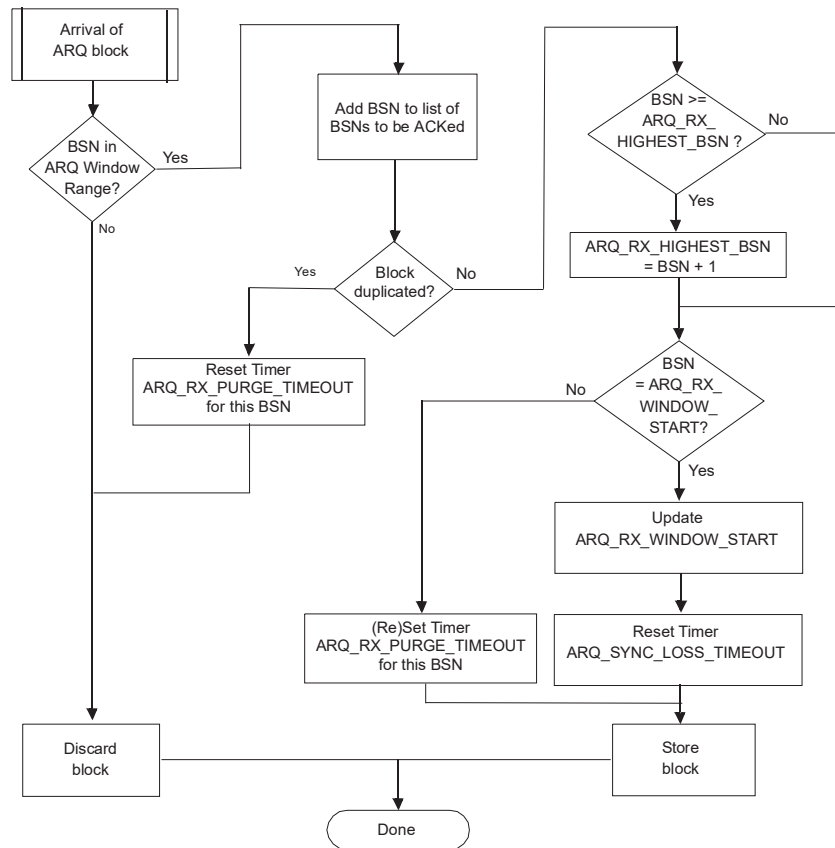 Arrival of
ARQ block
BSN in
ARQ Window
Range?
Yes
No
Add BSN to list of
BSNs to be ACKed
Block
duplicated?
Yes
No
Reset Timer
ARQ_RX_PURGE_TIMEOUT
for this BSN
BSN >=
ARQ_RX_
HIGHEST_BSN ?
No
Yes
ARQ_RX_HIGHEST_BSN
= BSN + 1
BSN
= ARQ_RX_
WINDOW_
START?
No
Yes
Update
ARQ_RX_WINDOW_START
(Re)Set Timer
ARQ_RX_PURGE_TIMEOUT
for this BSN
Reset Timer
ARQ_SYNC_LOSS_TIMEOUT
Discard
block
Store
block
Done